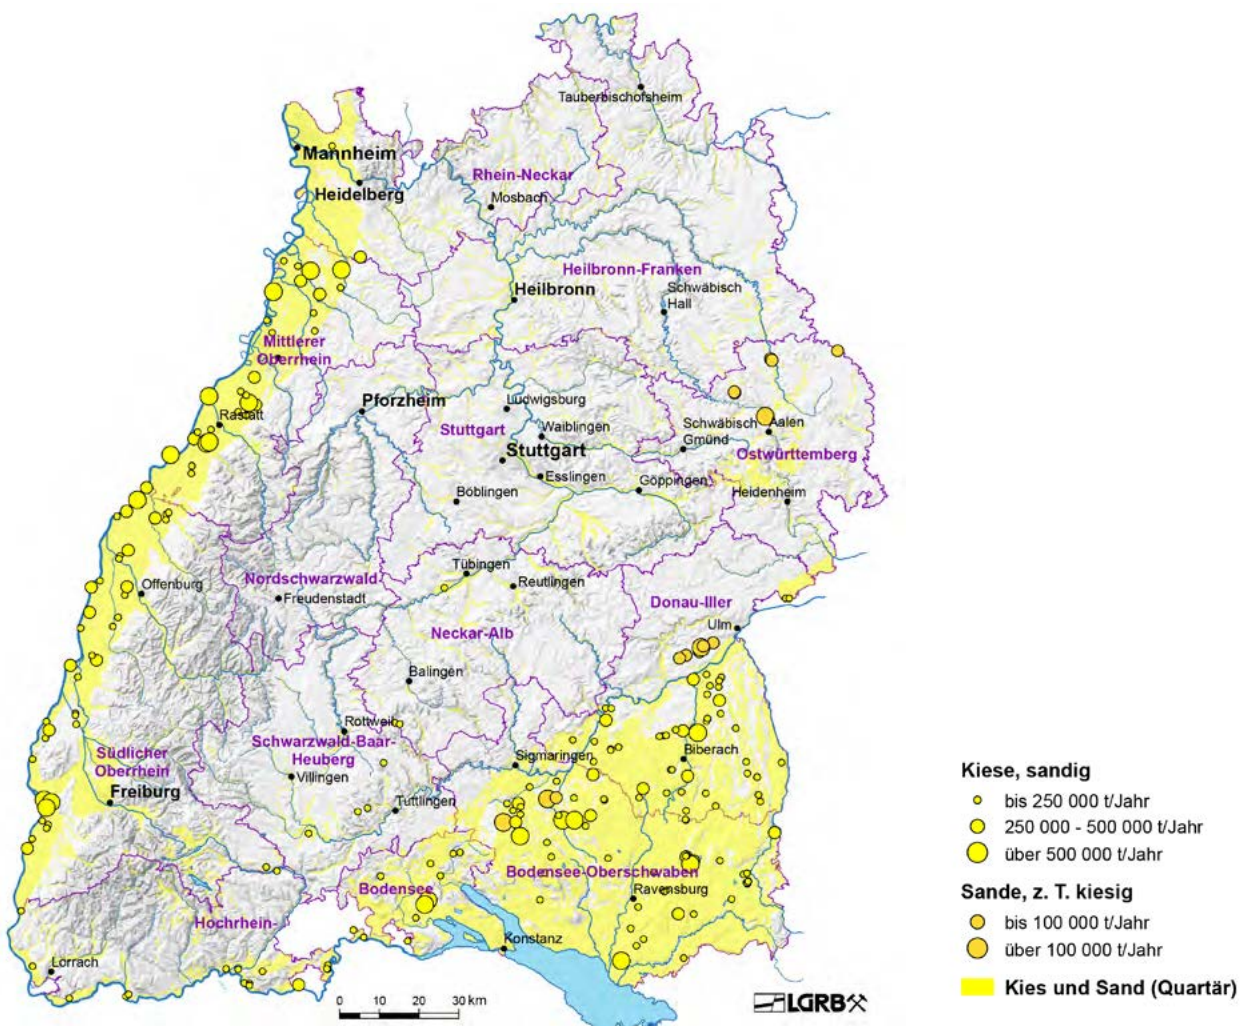 Tauberbischofsheim
Mannheim
Rhein-Neckar
Heidelberg
Mosbach
Heilbronn-Franken
Heilbronn
Schwäbisch
Hall
Mittlerer
Oberrhein
Pforzheim
Ludwigsburg
Rastatt
Stuttgart
Waiblingen
Schwäbisch
Gmünd
Aalen
Stuttgart
Ostwürttemberg
Esslingen
Göppingen
Böblingen
Heidenheim
Tübingen
Nordschwarzwald
Reutlingen
Offenburg
Freudenstadt
Donau-Iller
Neckar-Alb
Ulm
Balingen
Rottweil
Schwarzwald-Baar-
Heuberg
Südlicher
Oberrhein
Sigmaringen
Biberach
Villingen
Freiburg
Tuttlingen
Bodensee-Oberschwaben
Bodensee
Ravensburg
Hochrhein-
Konstanz
Lörrach
0 10 20 30 km
LGRB
Kiese, sandig
bis 250 000 t/Jahr
250 000 - 500 000 t/Jahr
über 500 000 t/Jahr
Sande, z. T. kiesig
bis 100 000 t/Jahr
über 100 000 t/Jahr
Kies und Sand (Quartär)